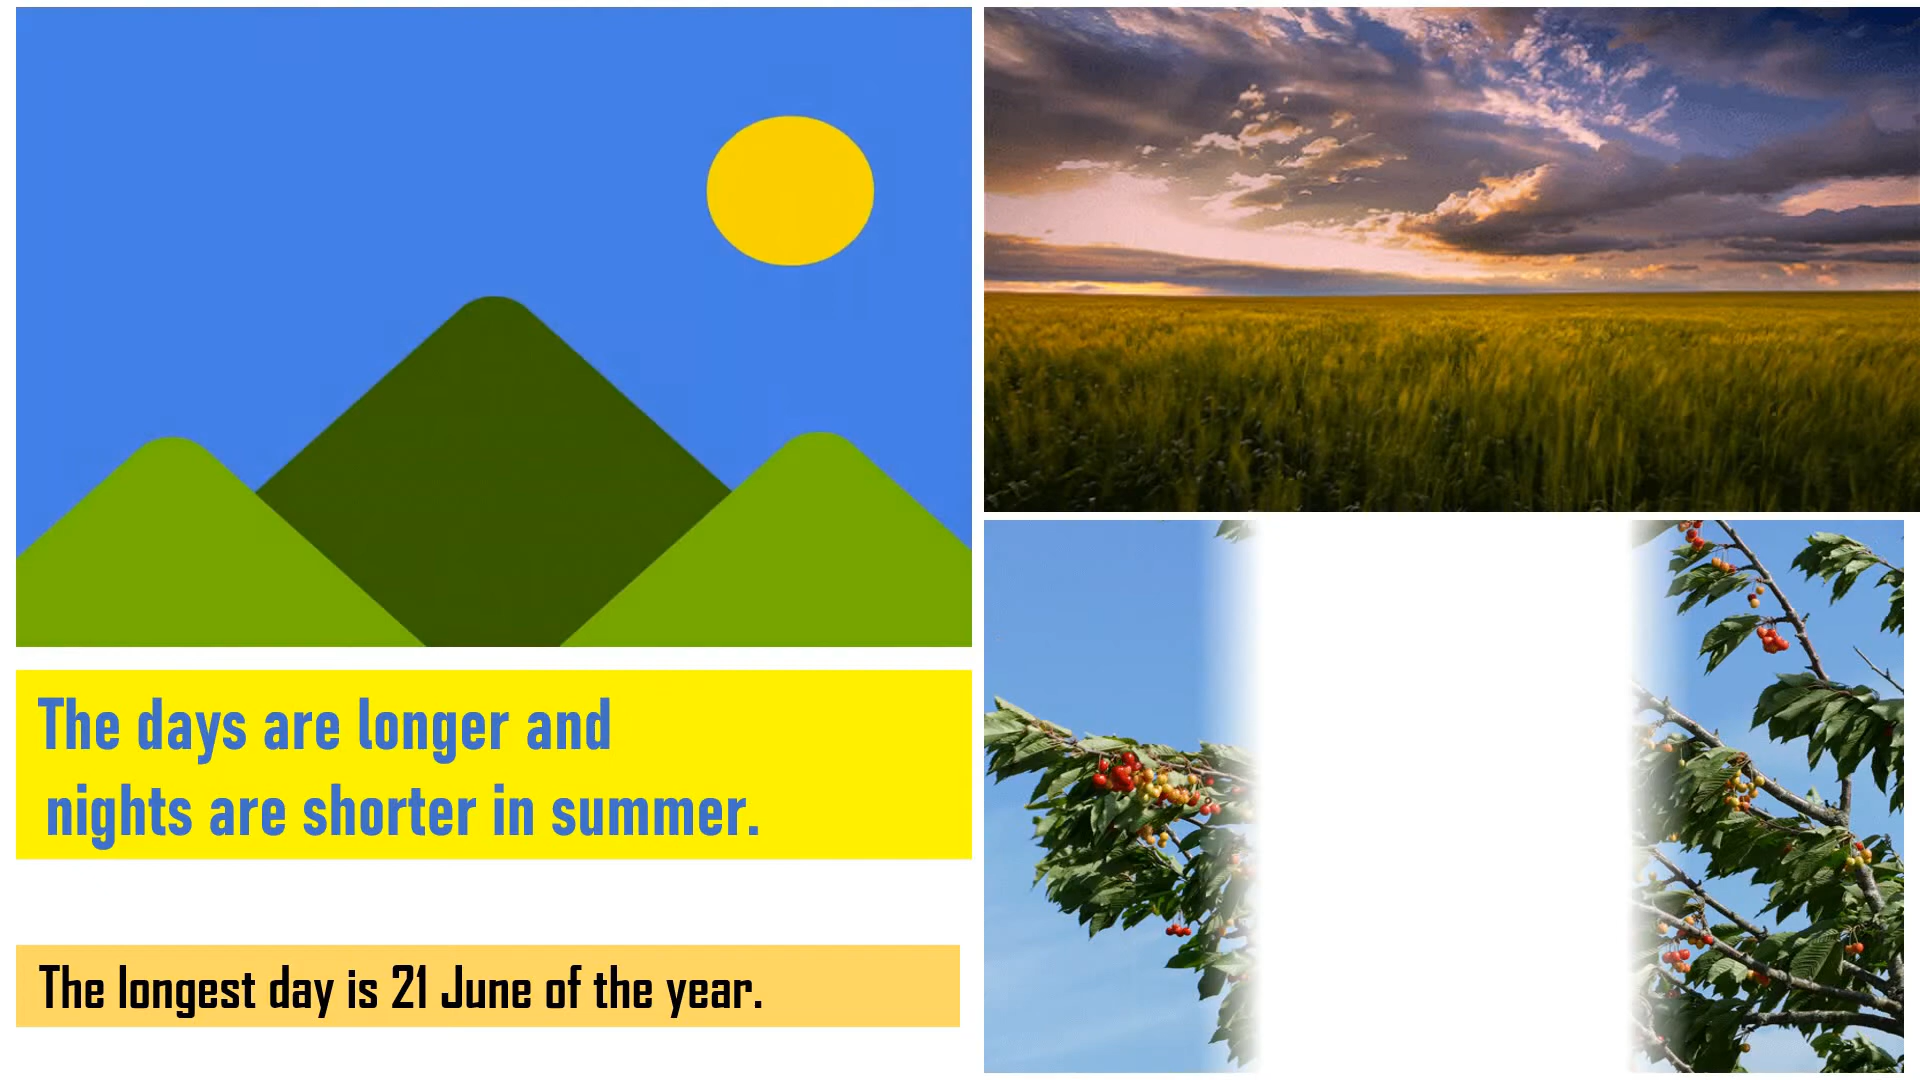 The days are longer and
nights are shorter in summer.
The longest day is 21 June of the year.